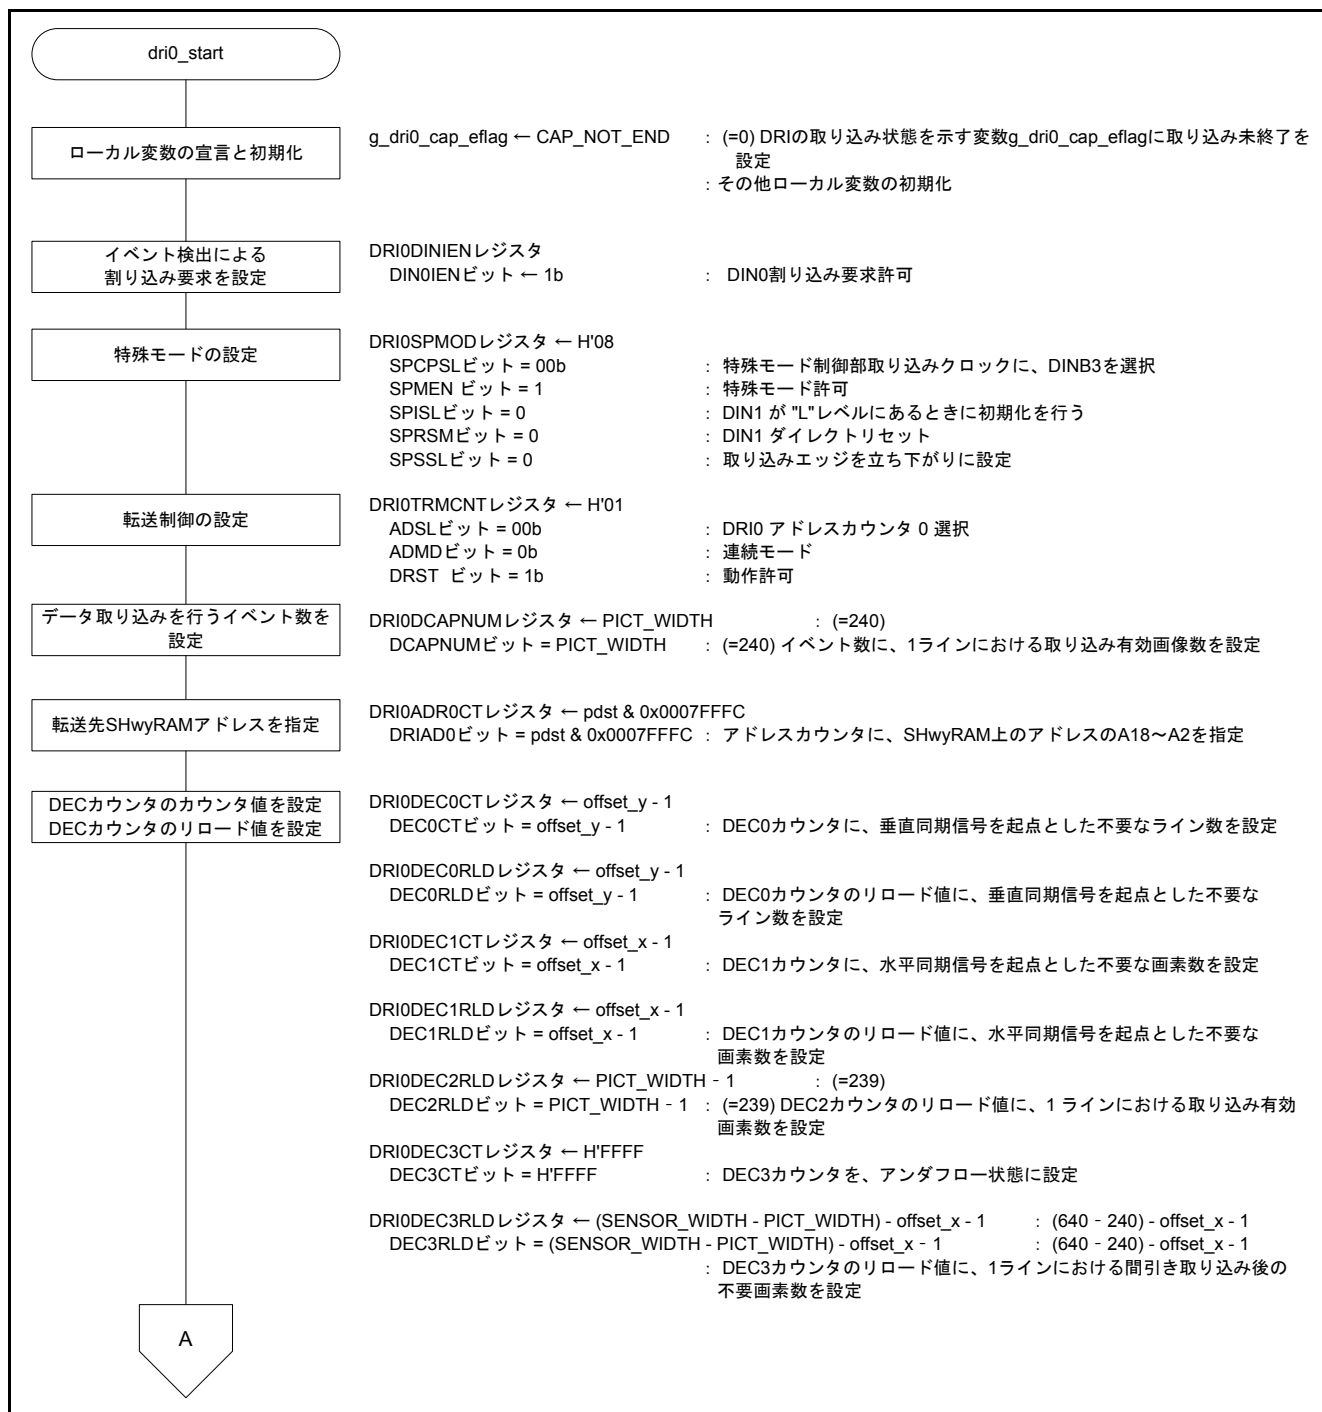 dri0_start
ローカル変数の宣言と初期化
g_dri0_cap_eflag ← CAP_NOT_END : (=0) DRIの取り込み状態を示す変数g_dri0_cap_eflagに取り込み未終了を
設定
: その他ローカル変数の初期化
イベント検出による
割り込み要求を設定
DRI0DINIENレジスタ
DIN0IENビット ← 1b : DIN0割り込み要求許可
特殊モードの設定
DRI0SPMODレジスタ ← H'08
SPCPSLビット = 00b : 特殊モード制御部取り込みクロックに、DINB3を選択
SPMEN ビット = 1 : 特殊モード許可
SPISLビット = 0 : DIN1 が "L"レベルにあるときに初期化を行う
SPRSMビット = 0 : DIN1 ダイレクトリセット
SPSSLビット = 0 : 取り込みエッジを立ち下がりに設定
転送制御の設定
DRI0TRMCNTレジスタ ← H'01
ADSLビット = 00b : DRI0 アドレスカウンタ 0 選択
ADMDビット = 0b : 連続モード
DRST ビット = 1b : 動作許可
データ取り込みを行うイベント数を
設定
DRI0DCAPNUMレジスタ ← PICT_WIDTH : (=240)
DCAPNUMビット = PICT_WIDTH : (=240) イベント数に、1ラインにおける取り込み有効画像数を設定
転送先SHwyRAMアドレスを指定
DRI0ADR0CTレジスタ ← pdst & 0x0007FFFC
DRIAD0ビット = pdst & 0x0007FFFC : アドレスカウンタに、SHwyRAM上のアドレスのA18～A2を指定
DECカウンタのカウンタ値を設定
DECカウンタのリロード値を設定
DRI0DEC0CTレジスタ ← offset_y - 1
DEC0CTビット = offset_y - 1 : DEC0カウンタに、垂直同期信号を起点とした不要なライン数を設定
DRI0DEC0RLDレジスタ ← offset_y - 1
DEC0RLDビット = offset_y - 1 : DEC0カウンタのリロード値に、垂直同期信号を起点とした不要な
ライン数を設定
DRI0DEC1CTレジスタ ← offset_x - 1
DEC1CTビット = offset_x - 1 : DEC1カウンタに、水平同期信号を起点とした不要な画素数を設定
DRI0DEC1RLDレジスタ ← offset_x - 1
DEC1RLDビット = offset_x - 1 : DEC1カウンタのリロード値に、水平同期信号を起点とした不要な
画素数を設定
DRI0DEC2RLDレジスタ ← PICT_WIDTH - 1 : (=239)
DEC2RLDビット = PICT_WIDTH - 1 : (=239) DEC2カウンタのリロード値に、1 ラインにおける取り込み有効
画素数を設定
DRI0DEC3CTレジスタ ← H'FFFF
DEC3CTビット = H'FFFF : DEC3カウンタを、アンダフロー状態に設定
DRI0DEC3RLDレジスタ ← (SENSOR_WIDTH - PICT_WIDTH) - offset_x - 1 : (640 - 240) - offset_x - 1
DEC3RLDビット = (SENSOR_WIDTH - PICT_WIDTH) - offset_x - 1 : (640 - 240) - offset_x - 1
: DEC3カウンタのリロード値に、1ラインにおける間引き取り込み後の
不要画素数を設定
A